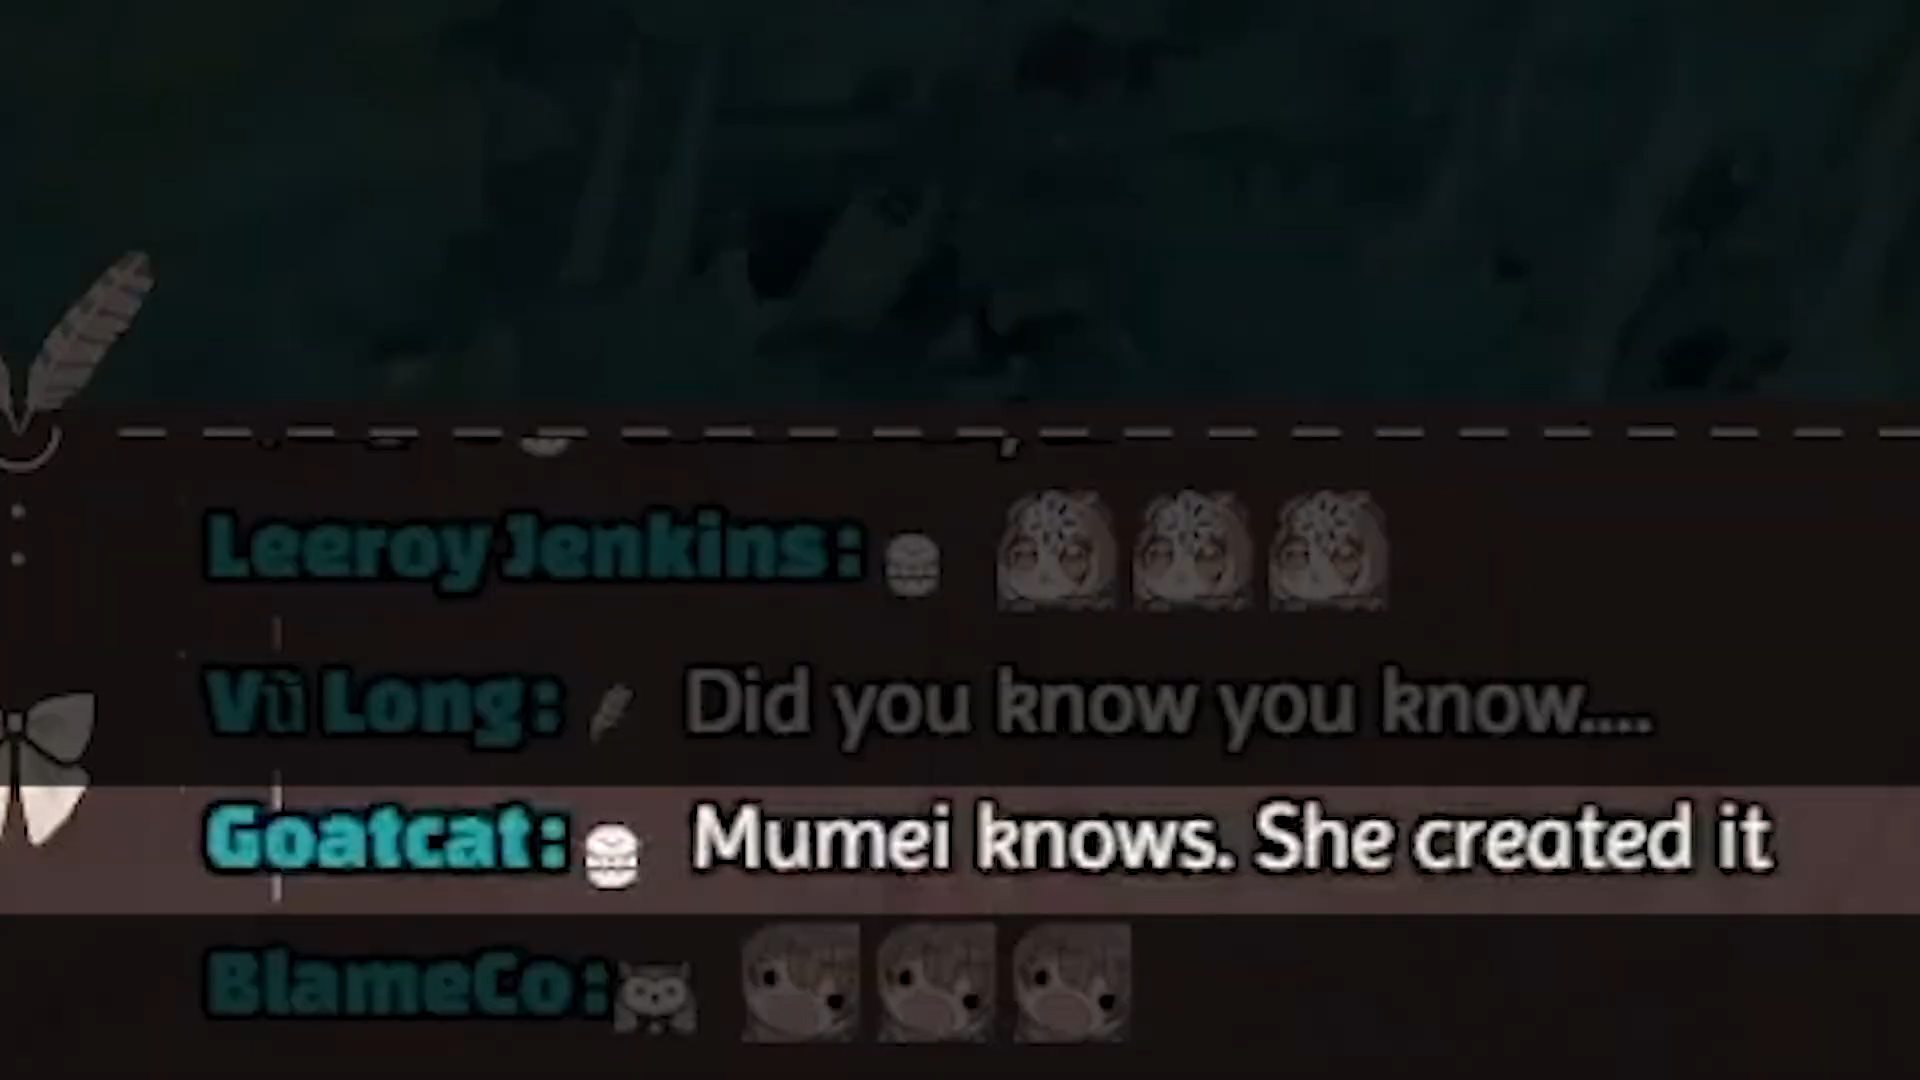 Leeroy Jenkins:
Vũ Long: Did you know you know....
Goatcat: Mumei knows. She created it
BlameCo: